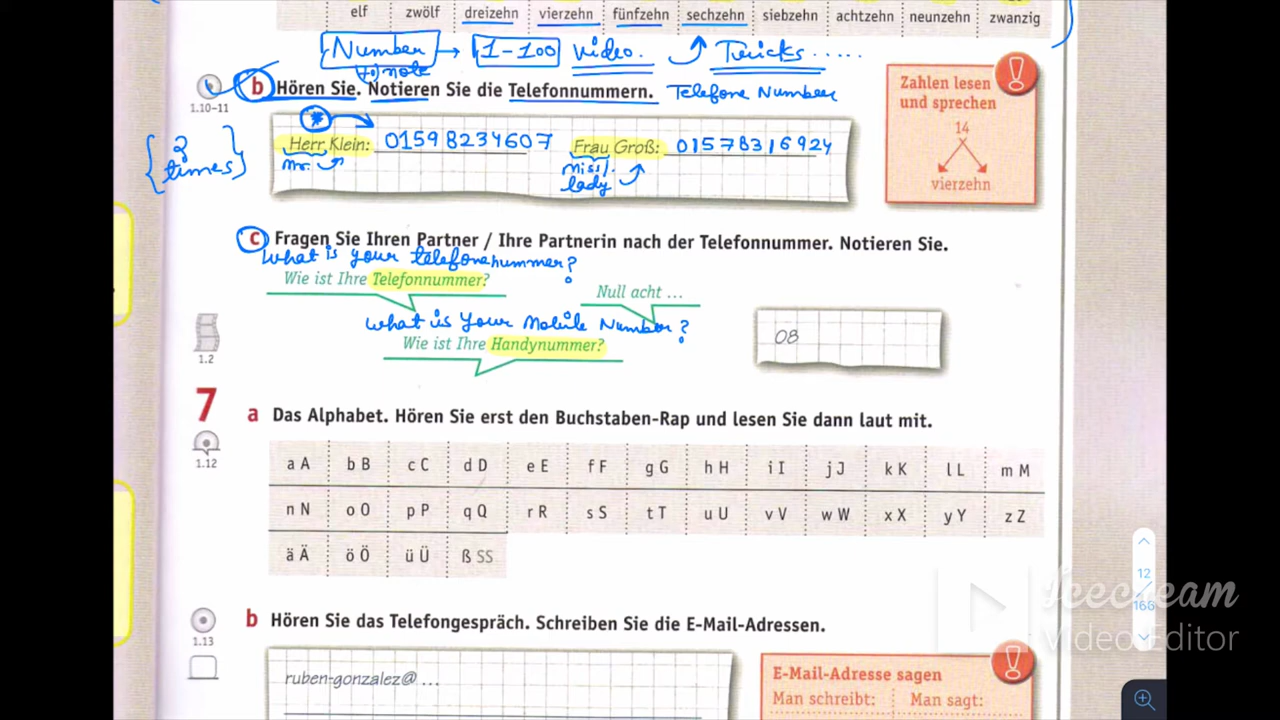 elf zwölf dreizehn vierzehn fünfzehn sechzehn siebzehn achtzehn neunzehn zwanzig
Number → 1-100 video. Tricks......
note
b Hören Sie. Notieren Sie die Telefonnummern. Telefone Number
1.10–11
Zahlen lesen
und sprechen
14
vierzehn
2
times
Herr Klein: 01598234607 Frau Groß: 01578316924
Mr. Miss/.
lady
c Fragen Sie Ihren Partner / Ihre Partnerin nach der Telefonnummer. Notieren Sie.
What is your telefonenummer?
Wie ist Ihre Telefonnummer?
Null acht ...
What is your Mobile Number?
Wie ist Ihre Handynummer?
08
1.2
7 a Das Alphabet. Hören Sie erst den Buchstaben-Rap und lesen Sie dann laut mit.
1.12
a A b B c C d D e E f F g G h H i I j J k K l L m M
n N o O p P q Q r R s S t T u U v V w W x X y Y z Z
ä Ä ö Ö ü Ü ß SS
b Hören Sie das Telefongespräch. Schreiben Sie die E-Mail-Adressen.
1.13
ruben-gonzalez@ ...
E-Mail-Adresse sagen
Man schreibt: Man sagt:
12
166
Icecream
Video Editor